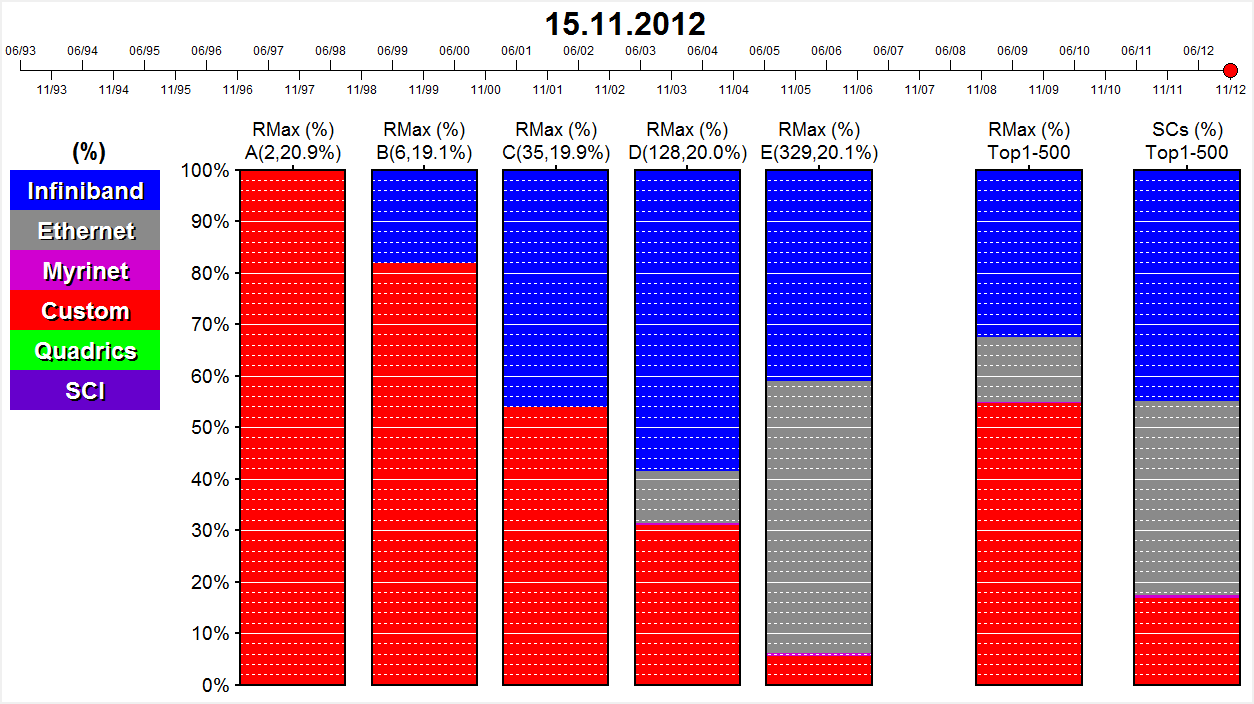 15.11.2012
06/93 06/94 06/95 06/96 06/97 06/98 06/99 06/00 06/01 06/02 06/03 06/04 06/05 06/06 06/07 06/08 06/09 06/10 06/11 06/12
11/93 11/94 11/95 11/96 11/97 11/98 11/99 11/00 11/01 11/02 11/03 11/04 11/05 11/06 11/07 11/08 11/09 11/10 11/11 11/12
RMax (%) RMax (%) RMax (%) RMax (%) RMax (%) RMax (%) SCs (%)
(%) A(2,20.9%) B(6,19.1%) C(35,19.9%) D(128,20.0%) E(329,20.1%) Top1-500 Top1-500
Infiniband
Ethernet
Myrinet
Custom
Quadrics
SCI
100%
90%
80%
70%
60%
50%
40%
30%
20%
10%
0%